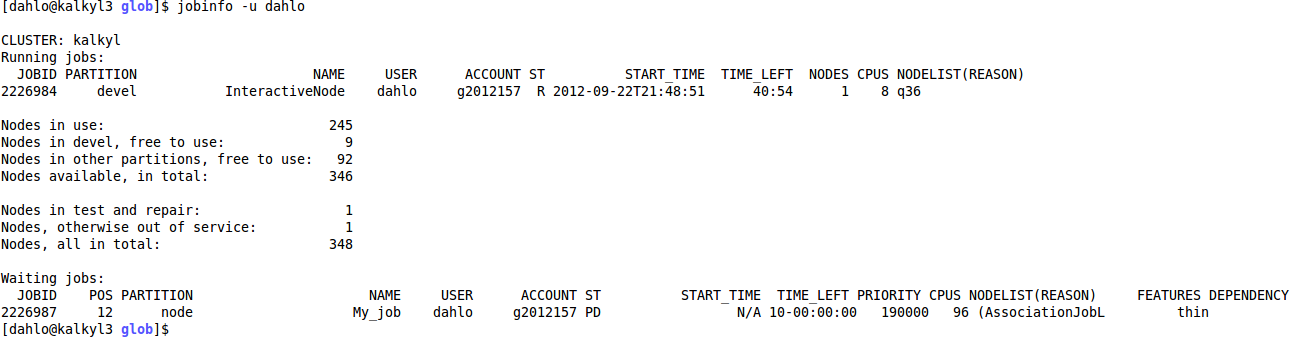 [dahlo@kalkyl3 glob]$ jobinfo -u dahlo
CLUSTER: kalkyl
Running jobs:
JOBID PARTITION NAME USER ACCOUNT ST START_TIME TIME_LEFT NODES CPUS NODELIST(REASON)
2226984 devel InteractiveNode dahlo g2012157 R 2012-09-22T21:48:51 40:54 1 8 q36
Nodes in use: 245
Nodes in devel, free to use: 9
Nodes in other partitions, free to use: 92
Nodes available, in total: 346
Nodes in test and repair: 1
Nodes, otherwise out of service: 1
Nodes, all in total: 348
Waiting jobs:
JOBID POS PARTITION NAME USER ACCOUNT ST START_TIME TIME_LEFT PRIORITY CPUS NODELIST(REASON) FEATURES DEPENDENCY
2226987 12 node My_job dahlo g2012157 PD N/A 10-00:00:00 190000 96 (AssociationJobL thin
[dahlo@kalkyl3 glob]$